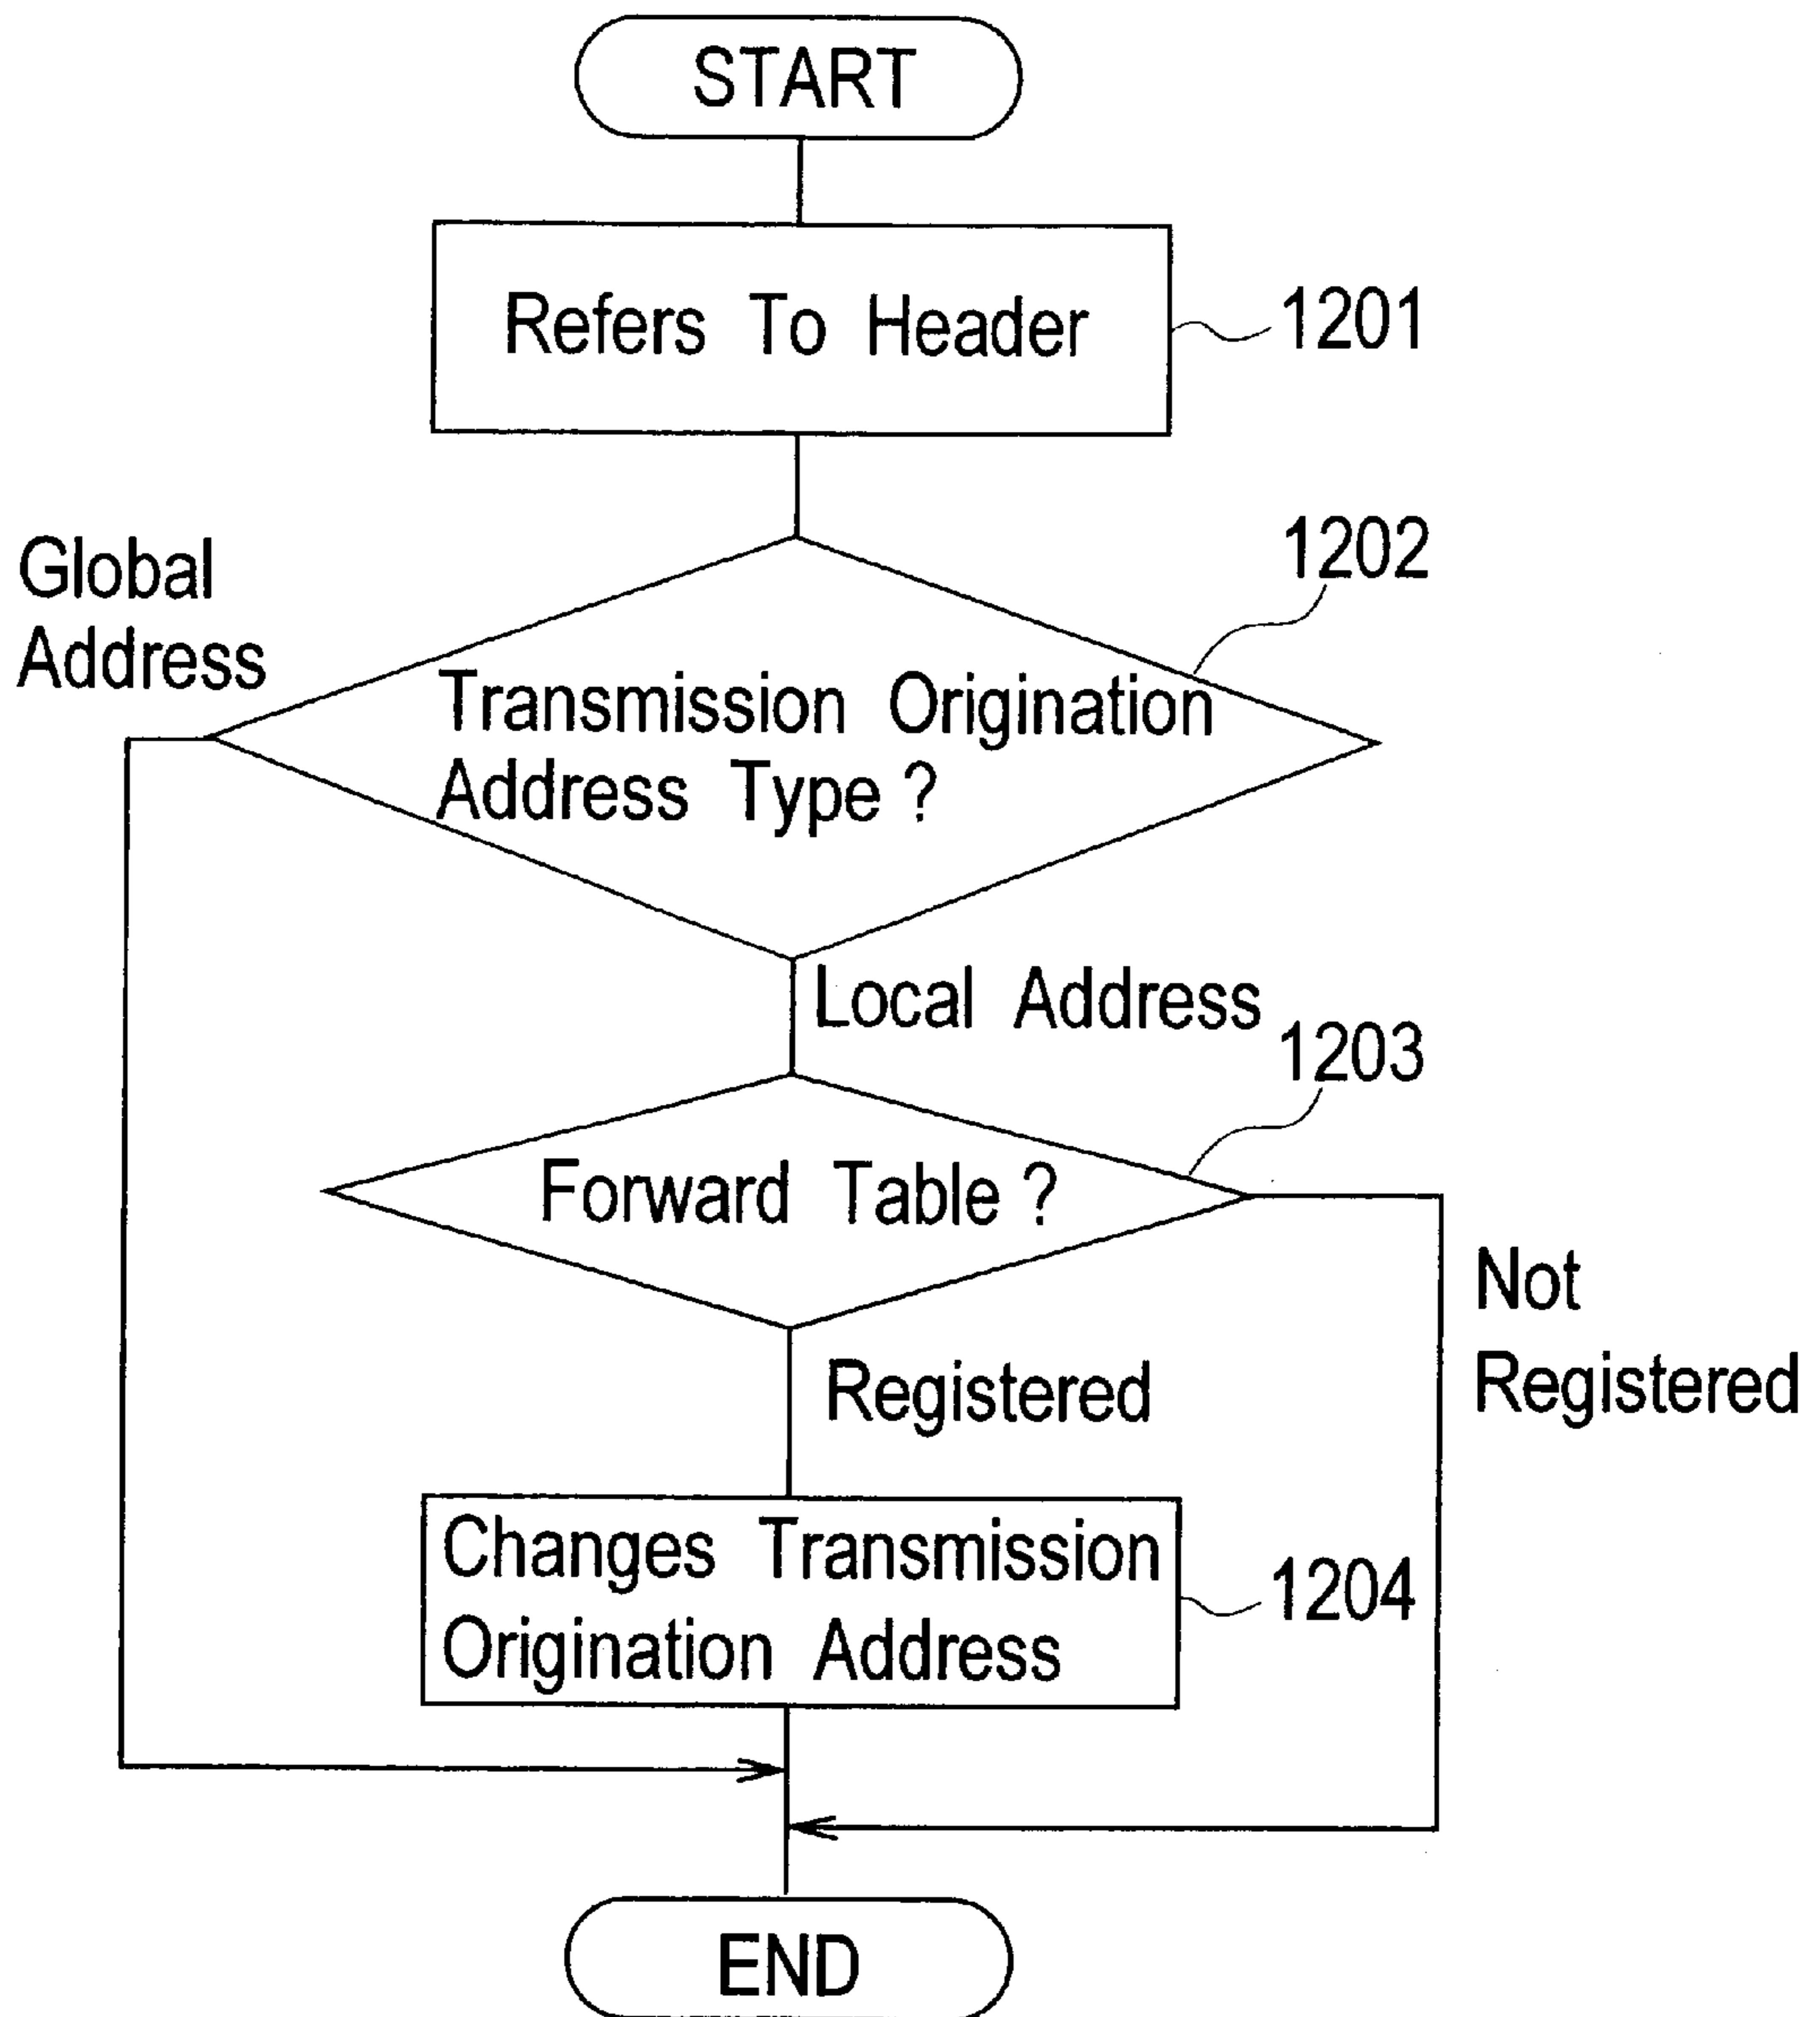 START
Refers To Header
1201
1202
Global
Address
Transmission Origination
Address Type ?
Local Address
1203
Forward Table ?
Not
Registered
Registered
Changes Transmission
Origination Address
1204
END